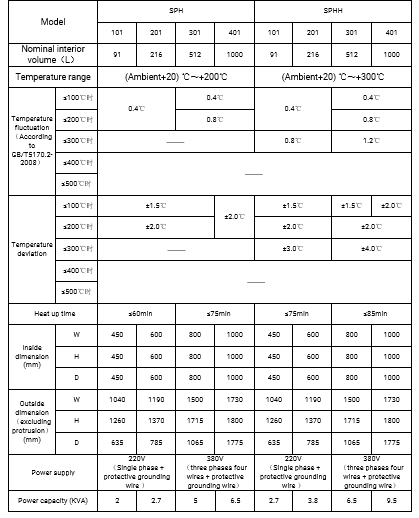 Model SPH SPHH
101 201 301 401 101 201 301 401
Nominal interior
volume（L） 91 216 512 1000 91 216 512 1000
Temperature range (Ambient+20) ℃～+200℃ (Ambient+20) ℃～+300℃
Temperature
fluctuation
（According
to
GB/T5170.2-
2008）
≤100℃时 0.4℃ 0.4℃ 0.4℃ 0.4℃
≤200℃时 0.8℃ 0.8℃
≤300℃时 —— 0.8℃ 1.2℃
≤400℃时 ——
≤500℃时
Temperature
deviation
≤100℃时 ±1.5℃ ±2.0℃ ±1.5℃ ±1.5℃ ±2.0℃
≤200℃时 ±2.0℃ ±2.0℃ ±2.0℃
≤300℃时 —— ±3.0℃ ±4.0℃
≤400℃时 ——
≤500℃时
Heat up time ≤60min ≤75min ≤75min ≤85min
Inside
dimension
(mm)
W 450 600 800 1000 450 600 800 1000
H 450 600 800 1000 450 600 800 1000
D 450 600 800 1000 450 600 800 1000
Outside
dimension
（excluding
protrusion）
(mm)
W 1040 1190 1500 1730 1040 1190 1500 1730
H 1260 1370 1715 1800 1260 1370 1715 1800
D 635 785 1065 1775 635 785 1065 1775
Power supply
220V
（Single phase +
protective grounding
wire ）
380V
（three phases four
wires + protective
grounding wire）
220V
（Single phase +
protective grounding
wire ）
380V
（three phases four
wires + protective
grounding wire）
Power capacity (KVA) 2 2.7 5 6.5 2.7 3.8 6.5 9.5